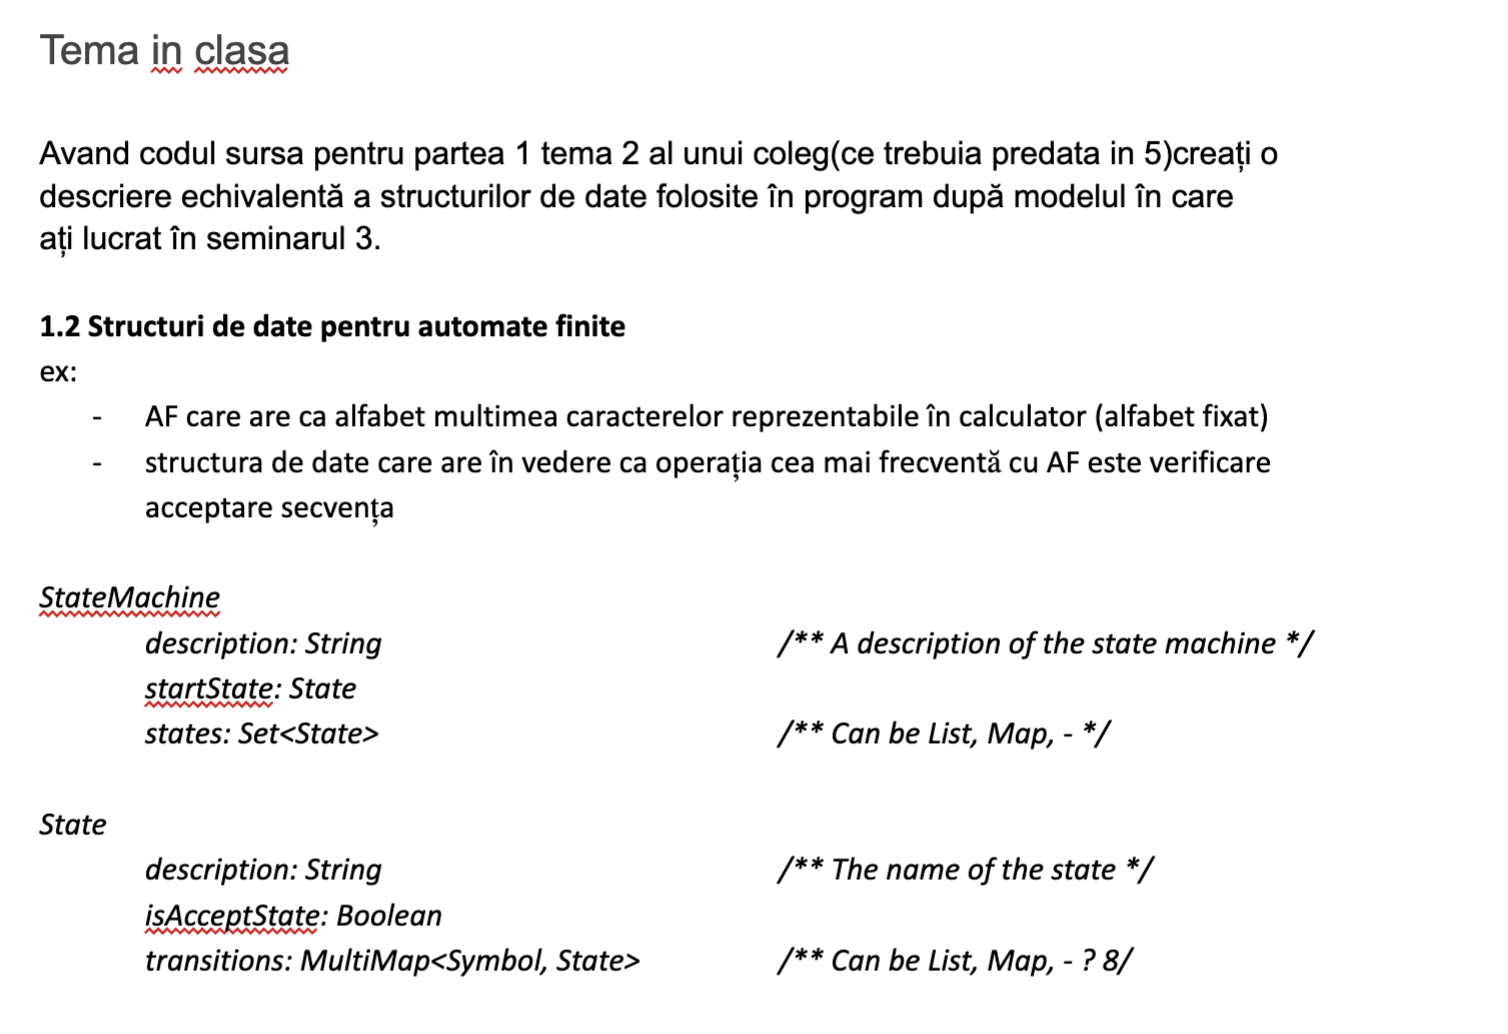 Tema in clasa
Avand codul sursa pentru partea 1 tema 2 al unui coleg(ce trebuia predata in 5)creați o
descriere echivalentă a structurilor de date folosite în program după modelul în care
ați lucrat în seminarul 3.
1.2 Structuri de date pentru automate finite
ex:
- AF care are ca alfabet multimea caracterelor reprezentabile în calculator (alfabet fixat)
- structura de date care are în vedere ca operația cea mai frecventă cu AF este verificare
acceptare secvența
StateMachine
description: String /** A description of the state machine */
startState: State
states: Set<State> /** Can be List, Map, - */
State
description: String /** The name of the state */
isAcceptState: Boolean
transitions: MultiMap<Symbol, State> /** Can be List, Map, - ? 8/